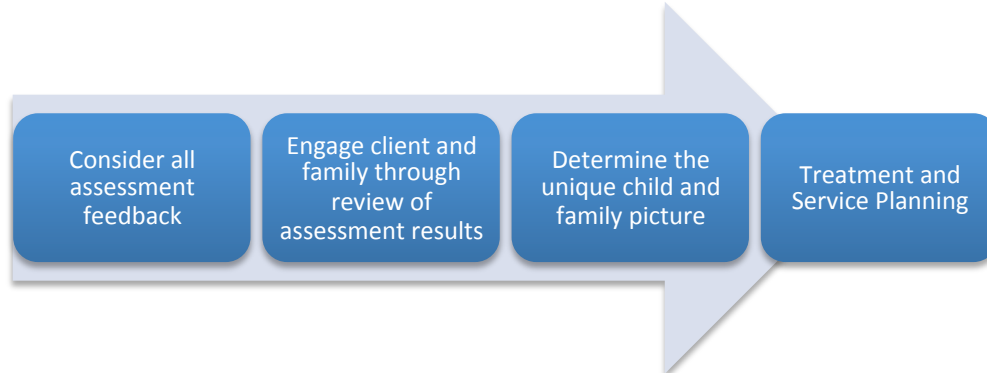 Consider all
assessment
feedback
Engage client and
family through
review of
assessment results
Determine the
unique child and
family picture
Treatment and
Service Planning